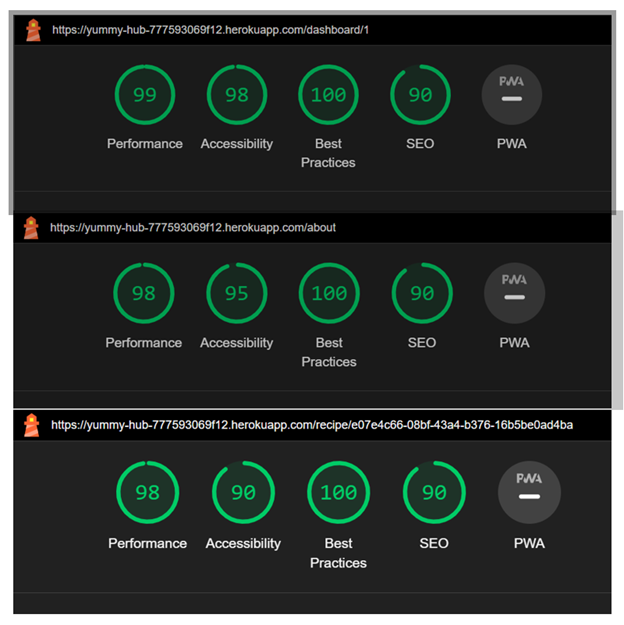 https://yummy-hub-777593069f12.herokuapp.com/dashboard/1
99 98 100 90 PWA
Performance Accessibility Best Practices SEO PWA
https://yummy-hub-777593069f12.herokuapp.com/about
98 95 100 90 PWA
Performance Accessibility Best Practices SEO PWA
https://yummy-hub-777593069f12.herokuapp.com/recipe/e07e4c66-08bf-43a4-b376-16b5be0ad4ba
98 90 100 90 PWA
Performance Accessibility Best Practices SEO PWA